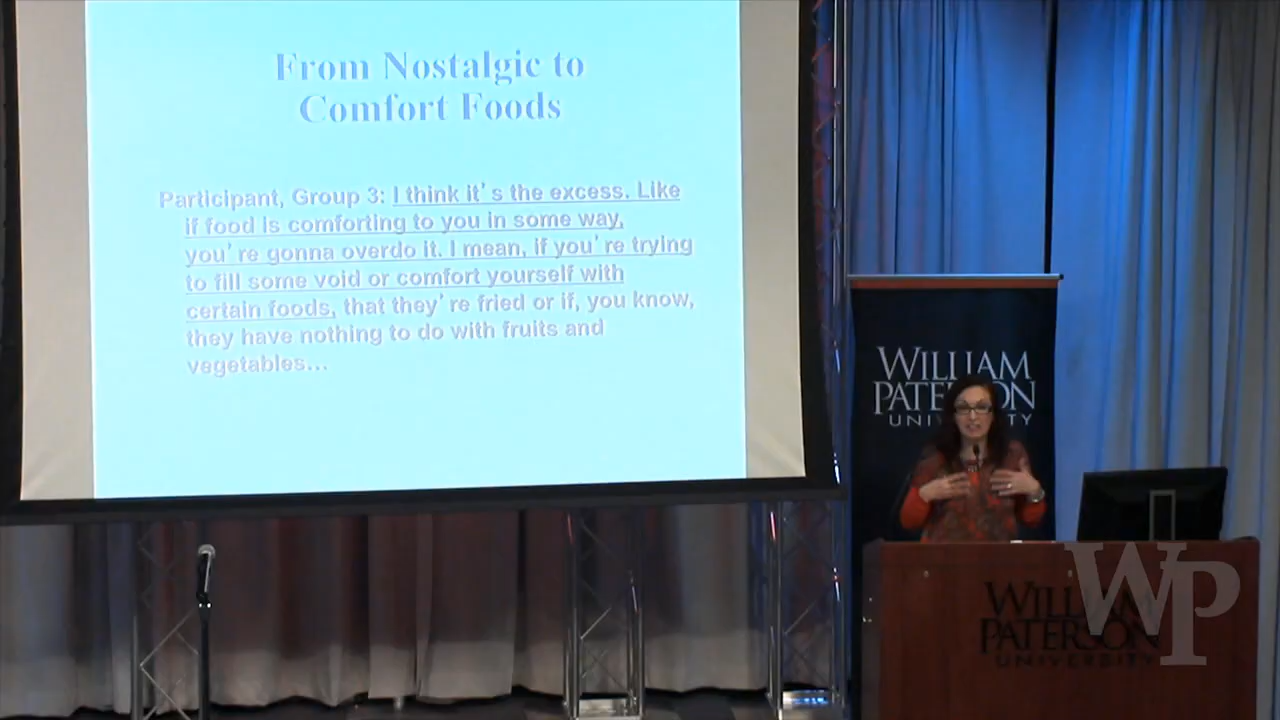 From Nostalgic to
Comfort Foods
Participant, Group 3: I think it's the excess. Like
if food is comforting to you in some way,
you're gonna overdo it. I mean, if you're trying
to fill some void or comfort yourself with
certain foods, that they're fried or if, you know,
they have nothing to do with fruits and
vegetables...
WILLIAM
PATERSON
UNIVERSITY
WILLIAM
PATERSON
UNIVERSITY
WP